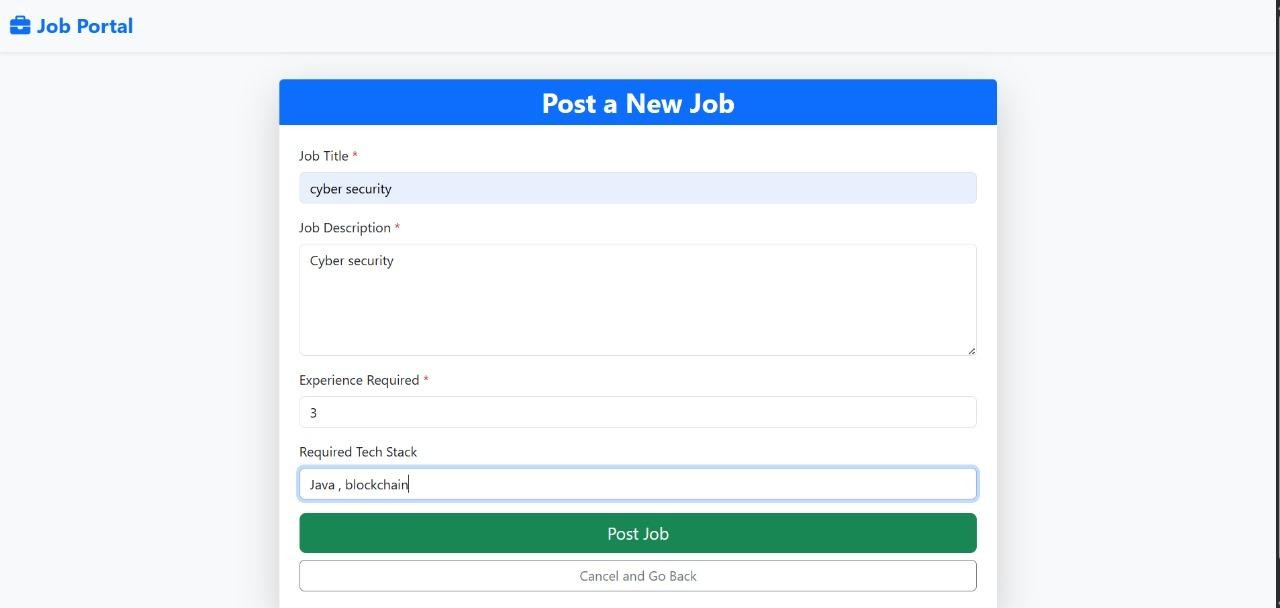 Job Portal
Post a New Job
Job Title *
cyber security
Job Description *
Cyber security
Experience Required *
3
Required Tech Stack
Java , blockchain
Post Job
Cancel and Go Back